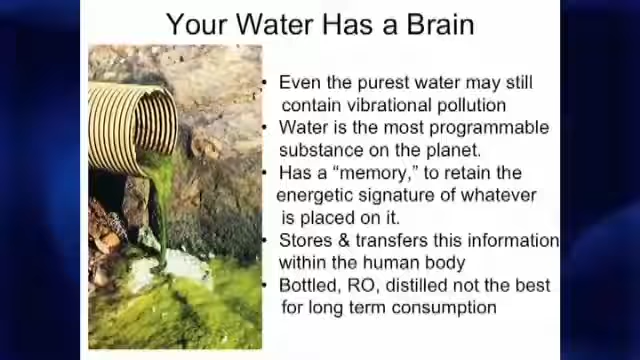 Your Water Has a Brain
• Even the purest water may still
contain vibrational pollution
• Water is the most programmable
substance on the planet.
• Has a “memory,” to retain the
energetic signature of whatever
is placed on it.
• Stores & transfers this information
within the human body
• Bottled, RO, distilled not the best
for long term consumption